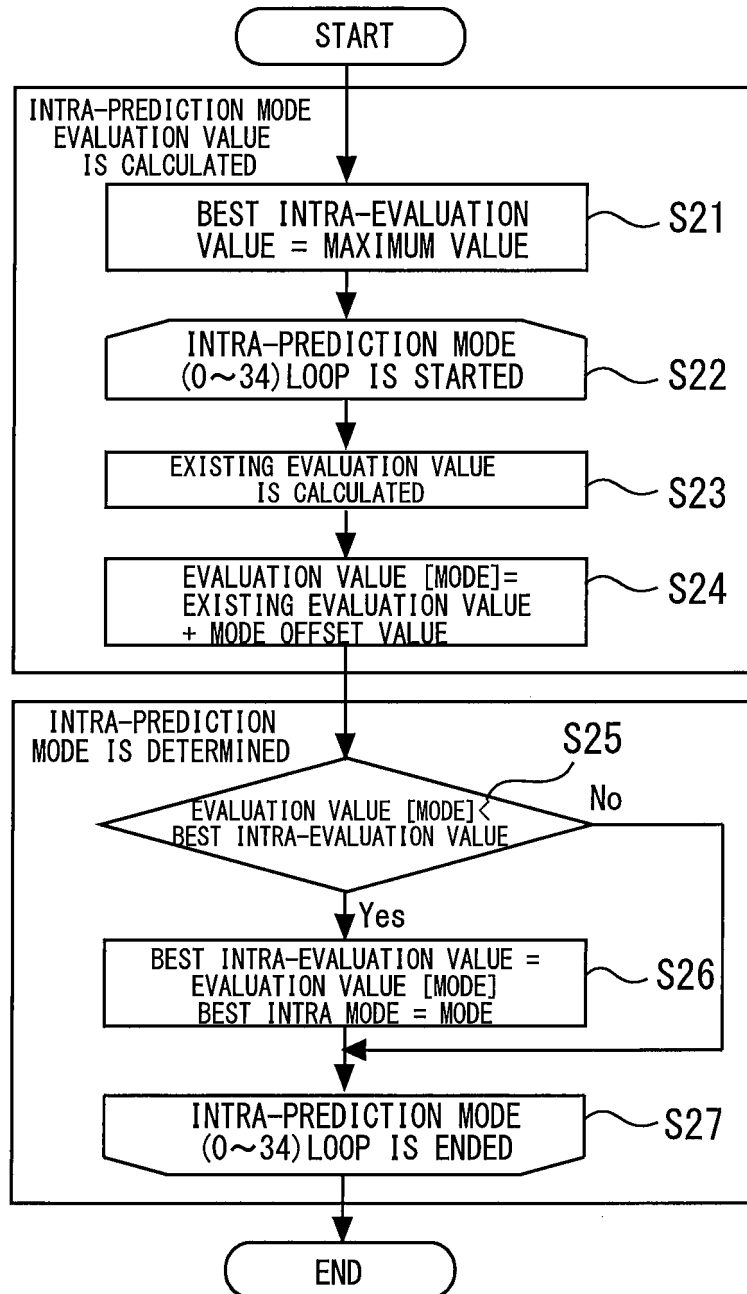 START
INTRA-PREDICTION MODE
EVALUATION VALUE
IS CALCULATED
BEST INTRA-EVALUATION
VALUE = MAXIMUM VALUE
S21
INTRA-PREDICTION MODE
(0~34) LOOP IS STARTED
S22
EXISTING EVALUATION VALUE
IS CALCULATED
S23
EVALUATION VALUE [MODE]=
EXISTING EVALUATION VALUE
+ MODE OFFSET VALUE
S24
INTRA-PREDICTION
MODE IS DETERMINED
S25
EVALUATION VALUE [MODE]<
BEST INTRA-EVALUATION VALUE
No
Yes
BEST INTRA-EVALUATION VALUE =
EVALUATION VALUE [MODE]
BEST INTRA MODE = MODE
S26
INTRA-PREDICTION MODE
(0~34) LOOP IS ENDED
S27
END